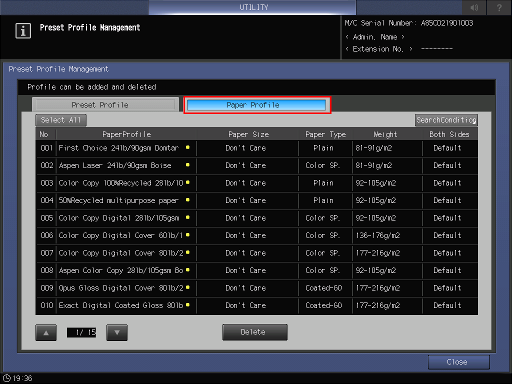 UTILITY
Preset Profile Management
M/C Serial Number: A85C021901003
< Admin. Name >
< Extension No. > --------
Preset Profile Management
Profile can be added and deleted
Preset Profile Paper Profile
Select All SearchCondition
No PaperProfile Paper Size Paper Type Weight Both Sides
001 First Choice 24lb/90gsm Domtar Don't Care Plain 81-91g/m2 Default
002 Aspen Laser 24lb/90gsm Boise Don't Care Color SP. 81-91g/m2 Default
003 Color Copy 100%Recycled 28lb/10 Don't Care Plain 92-105g/m2 Default
004 50%Recycled multipurpose paper Don't Care Plain 92-105g/m2 Default
005 Color Copy Digital 28lb/105gsm Don't Care Color SP. 92-105g/m2 Default
006 Color Copy Digital Cover 60lb/1 Don't Care Color SP. 136-176g/m2 Default
007 Color Copy Digital Cover 80lb/2 Don't Care Color SP. 177-216g/m2 Default
008 Aspen Color Copy 28lb/105gsm Bo Don't Care Color SP. 92-105g/m2 Default
009 Opus Gloss Digital Cover 80lb/2 Don't Care Coated-GO 177-216g/m2 Default
010 Exact Digital Coated Gloss 80lb Don't Care Coated-GO 177-216g/m2 Default
1/ 15 Delete
Close
19:36